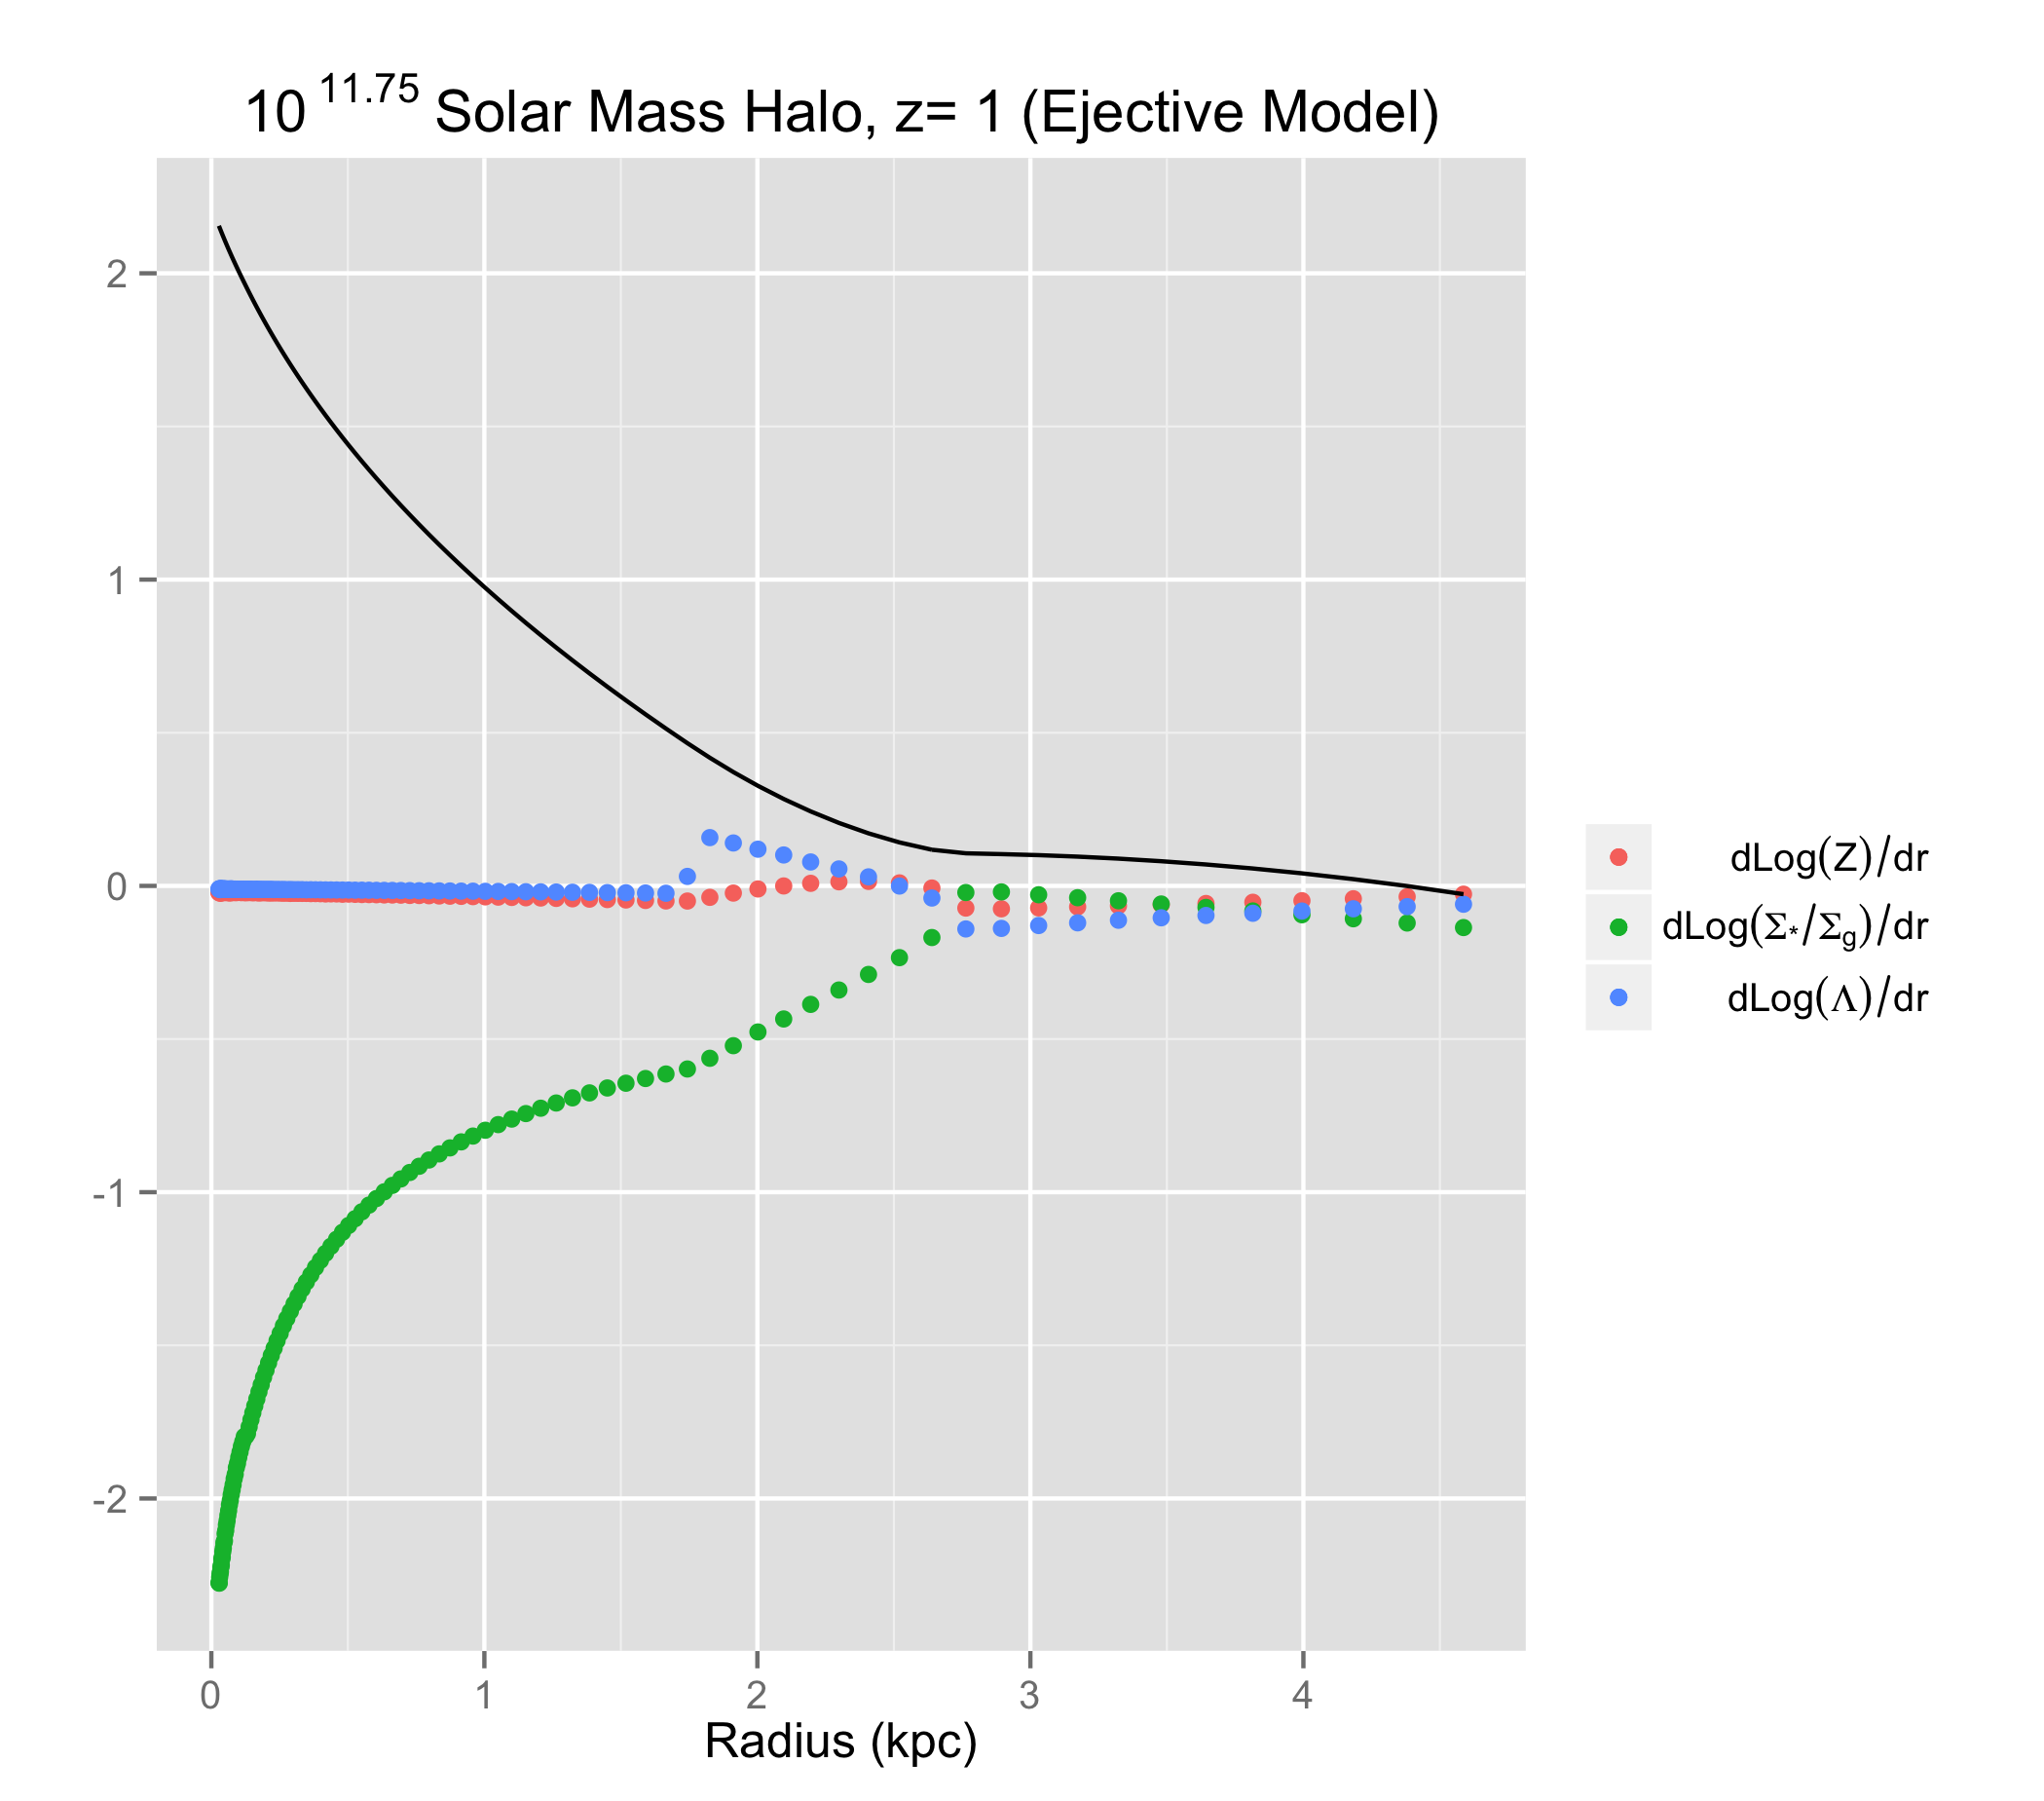 10^11.75 Solar Mass Halo, z= 1 (Ejective Model)
2
1
0
-1
-2
0 1 2 3 4
Radius (kpc)
dLog(Z)/dr
dLog(Σ*/Σg)/dr
dLog(Λ)/dr